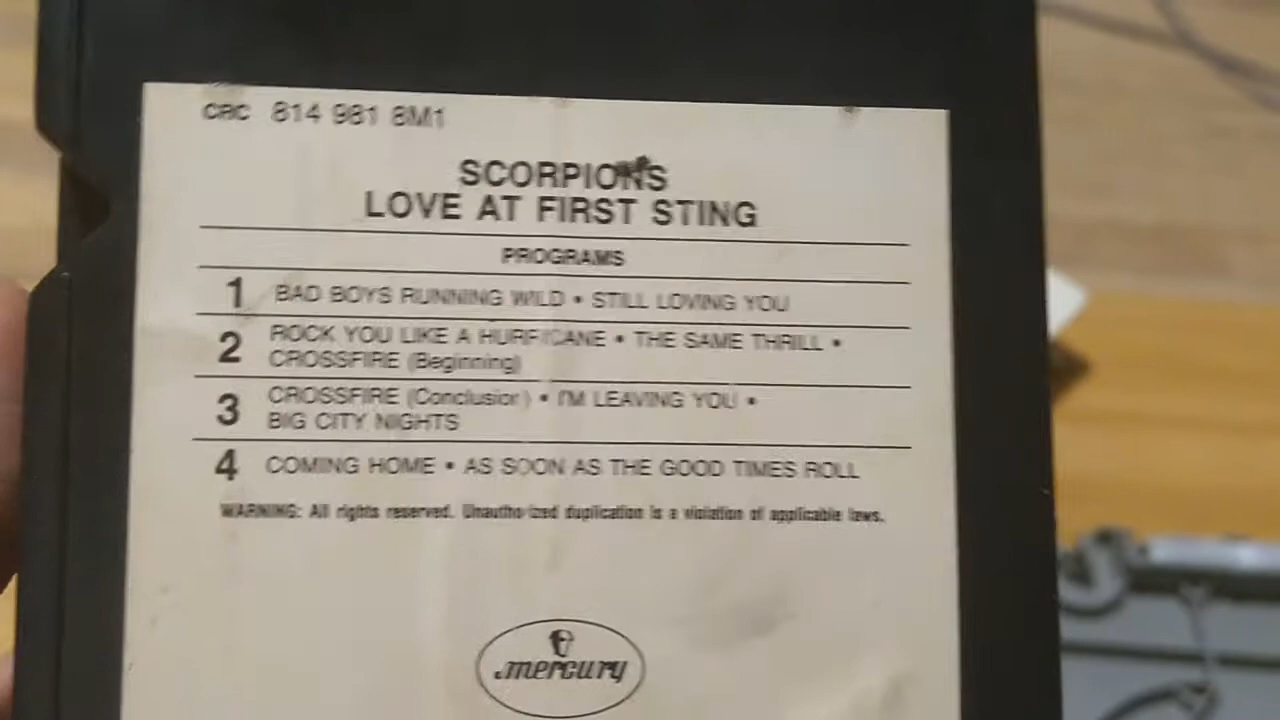 CRC 814 981 8M1
SCORPIONS
LOVE AT FIRST STING
PROGRAMS
1 BAD BOYS RUNNING WILD • STILL LOVING YOU
2 ROCK YOU LIKE A HURRICANE • THE SAME THRILL •
CROSSFIRE (Beginning)
3 CROSSFIRE (Conclusion) • I'M LEAVING YOU •
BIG CITY NIGHTS
4 COMING HOME • AS SOON AS THE GOOD TIMES ROLL
WARNING: All rights reserved. Unauthorized duplication is a violation of applicable laws.
mercury